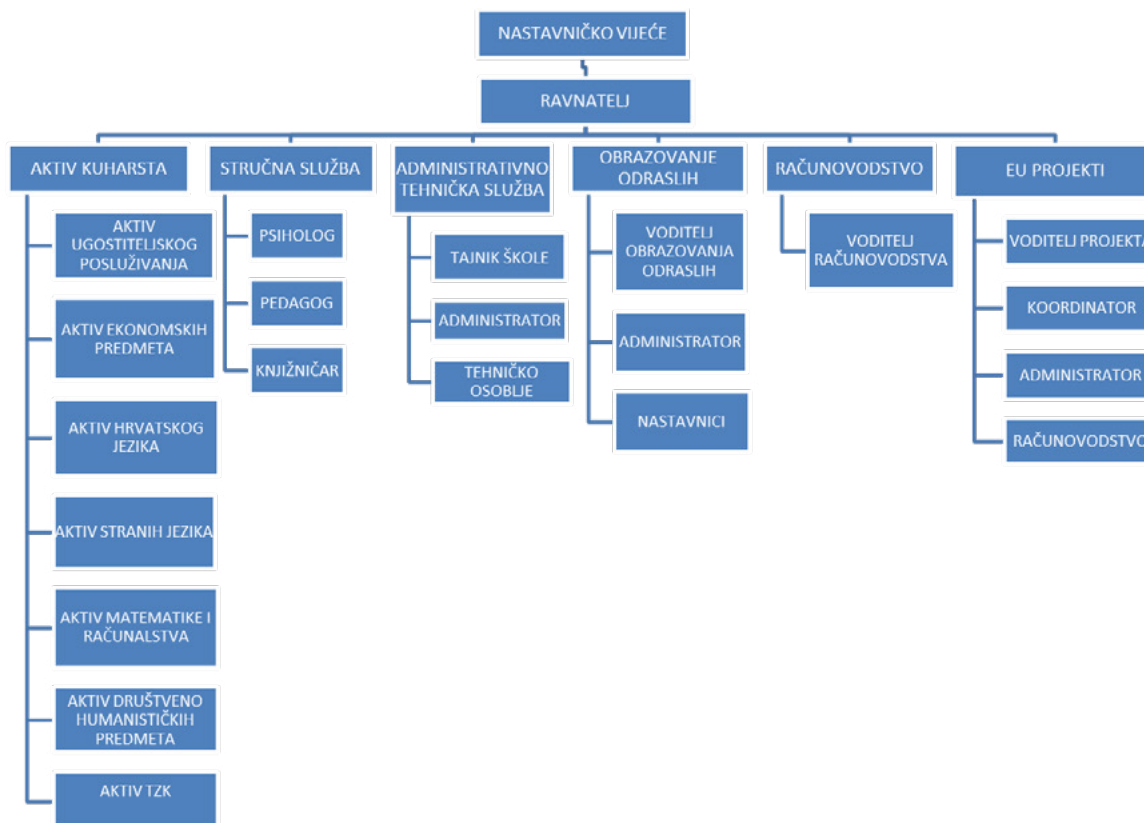 NASTAVNIČKO VIJEĆE
RAVNATELJ
AKTIV KUHARSTA
AKTIV
UGOSTITELJSKOG
POSLUŽIVANJA
AKTIV EKONOMSKIH
PREDMETA
AKTIV HRVATSKOG
JEZIKA
AKTIV STRANIH JEZIKA
AKTIV MATEMATIKE I
RAČUNALSTVA
AKTIV DRUŠTVENO
HUMANISTIČKIH
PREDMETA
AKTIV TZK
STRUČNA SLUŽBA
PSIHOLOG
PEDAGOG
KNJIŽNIČAR
ADMINISTRATIVNO
TEHNIČKA SLUŽBA
TAJNIK ŠKOLE
ADMINISTRATOR
TEHNIČKO
OSOBLJE
OBRAZOVANJE
ODRASLIH
VODITELJ
OBRAZOVANJA
ODRASLIH
ADMINISTRATOR
NASTAVNICI
RAČUNOVODSTVO
VODITELJ
RAČUNOVODSTVA
EU PROJEKTI
VODITELJ PROJEKTA
KOORDINATOR
ADMINISTRATOR
RAČUNOVODSTVO